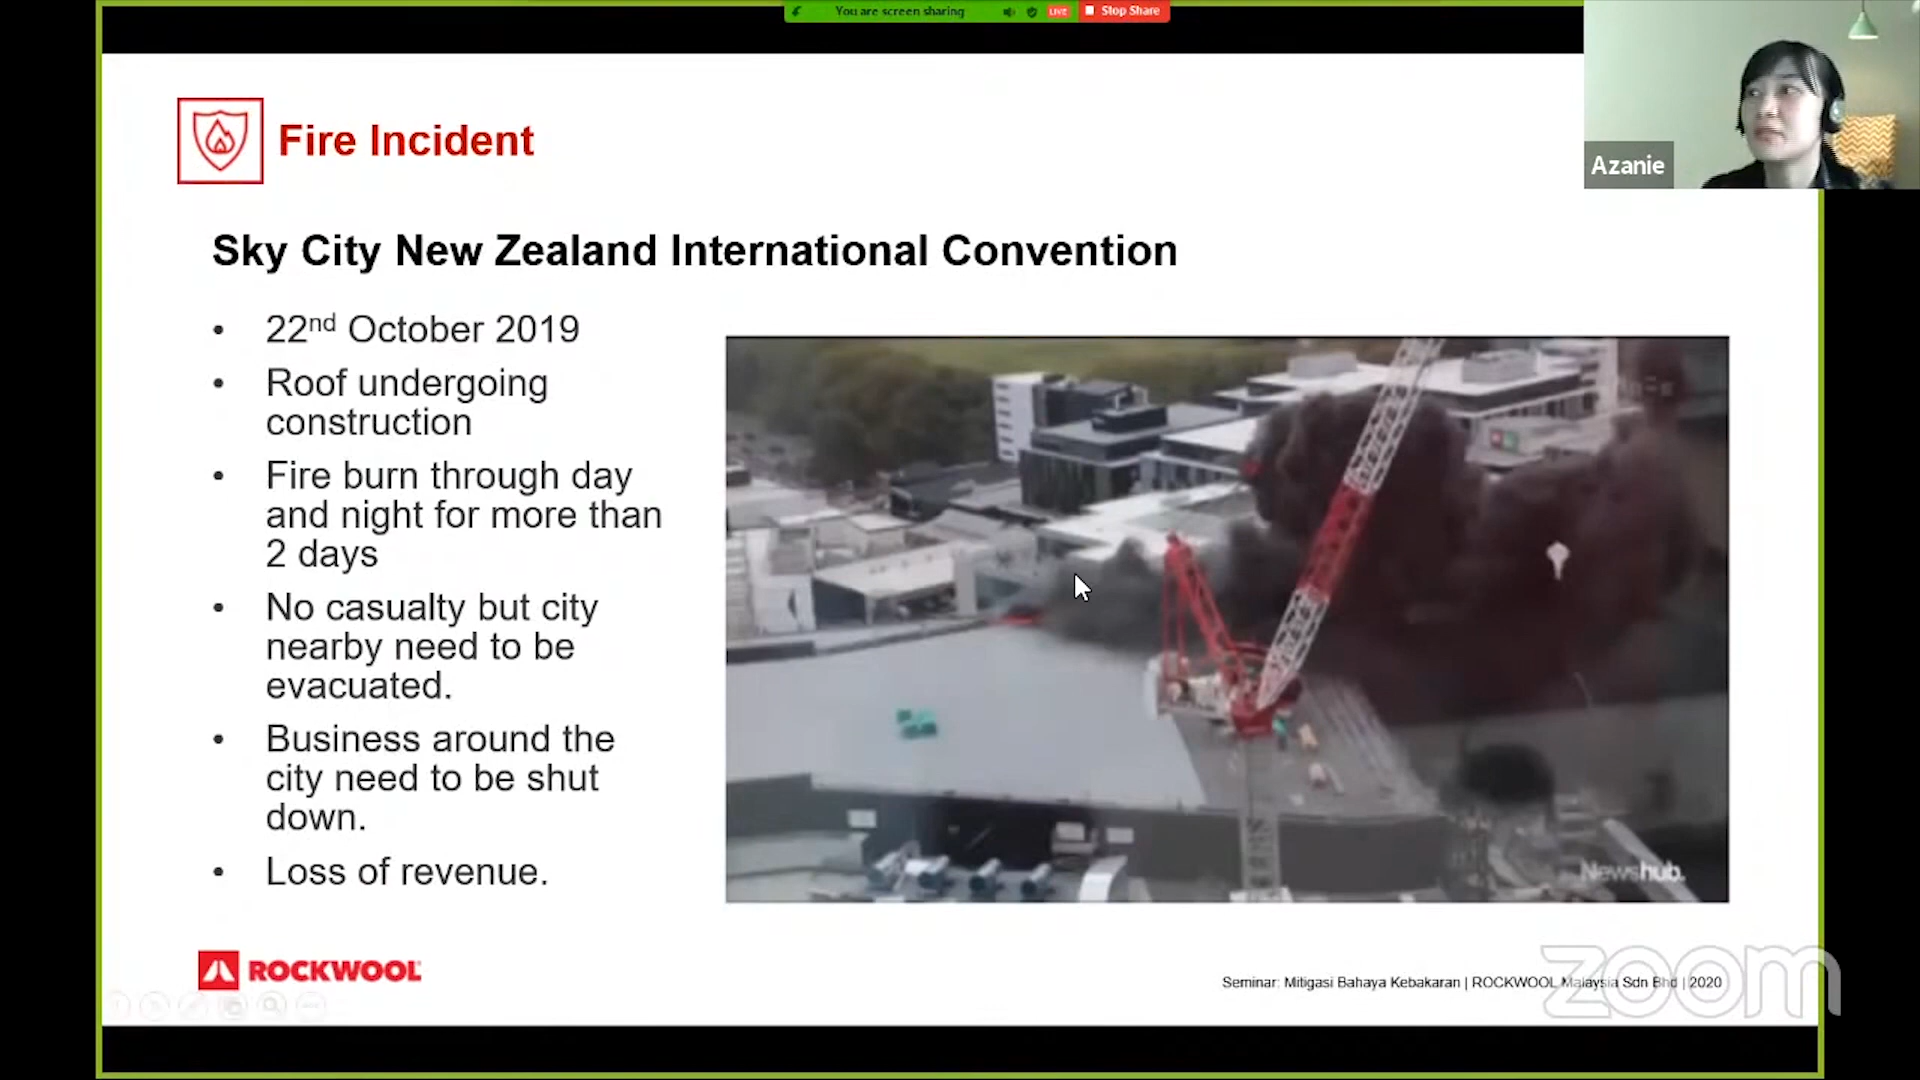 You are screen sharing
LIVE
Stop Share
Fire Incident
Azanie
Sky City New Zealand International Convention
• 22nd October 2019
• Roof undergoing
construction
• Fire burn through day
and night for more than
2 days
• No casualty but city
nearby need to be
evacuated.
• Business around the
city need to be shut
down.
• Loss of revenue.
Newshub.
ROCKWOOL
Seminar: Mitigasi Bahaya Kebakaran | ROCKWOOL Malaysia Sdn Bhd | 2020
zoom